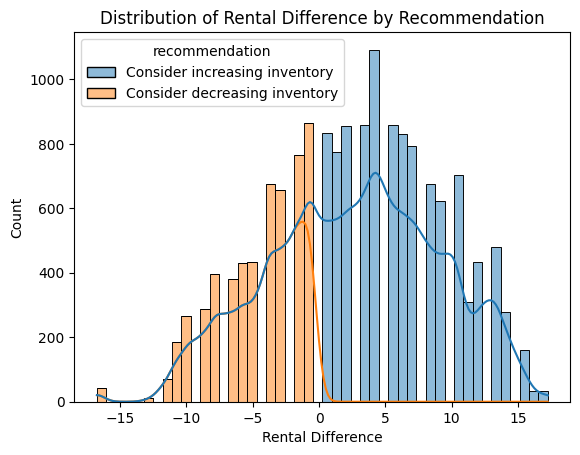 Distribution of Rental Difference by Recommendation
recommendation
Consider increasing inventory
Consider decreasing inventory
Count
1000
800
600
400
200
0
−15
−10
−5
0
5
10
15
Rental Difference